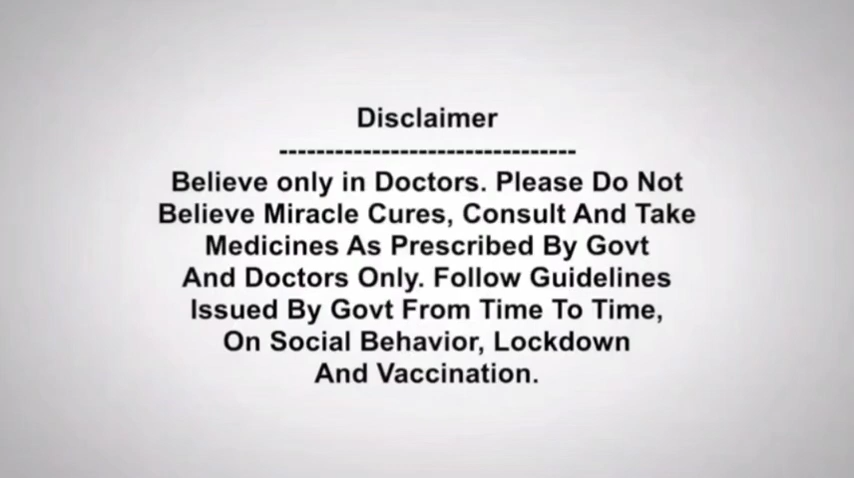 Disclaimer
--------------------------------
Believe only in Doctors. Please Do Not
Believe Miracle Cures, Consult And Take
Medicines As Prescribed By Govt
And Doctors Only. Follow Guidelines
Issued By Govt From Time To Time,
On Social Behavior, Lockdown
And Vaccination.